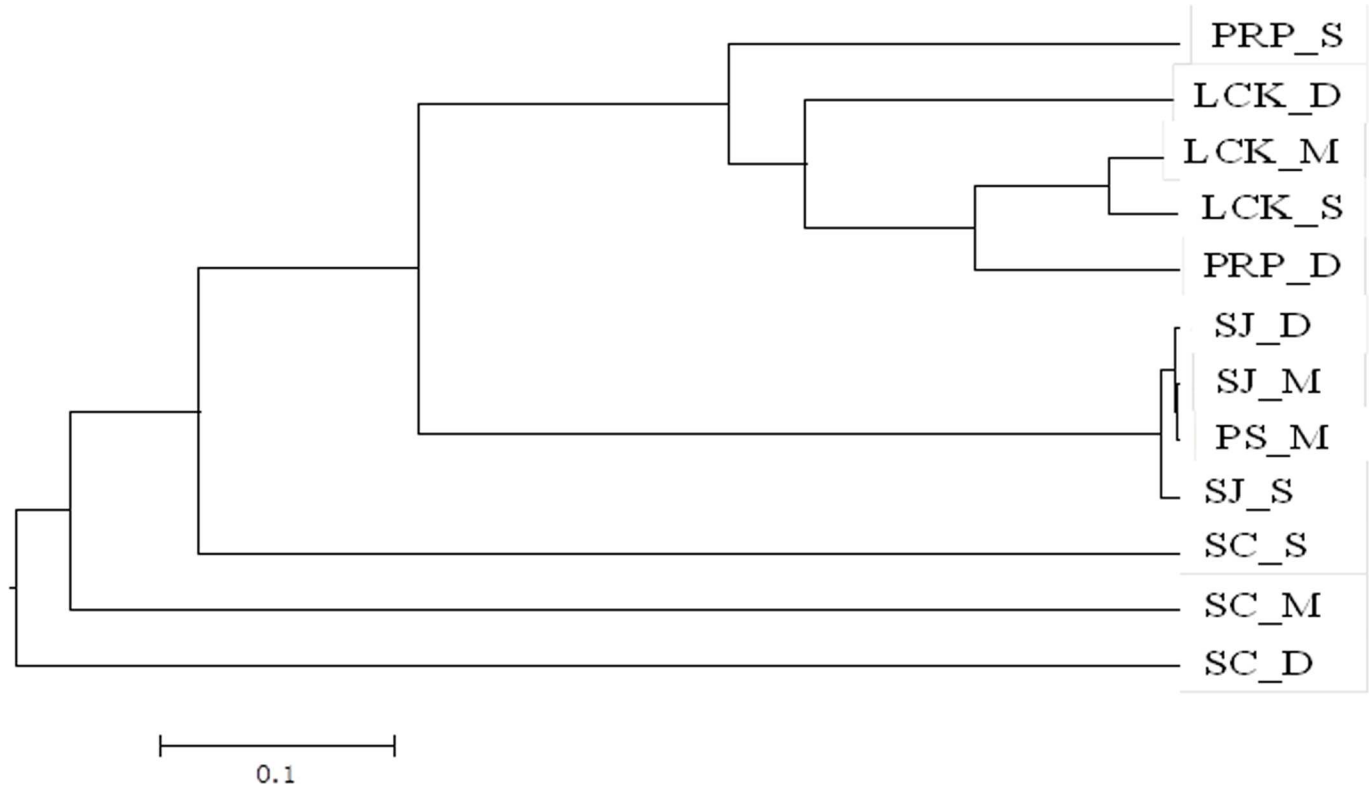 PRP_S
LCK_D
LCK_M
LCK_S
PRP_D
SJ_D
SJ_M
PS_M
SJ_S
SC_S
SC_M
SC_D
0.1